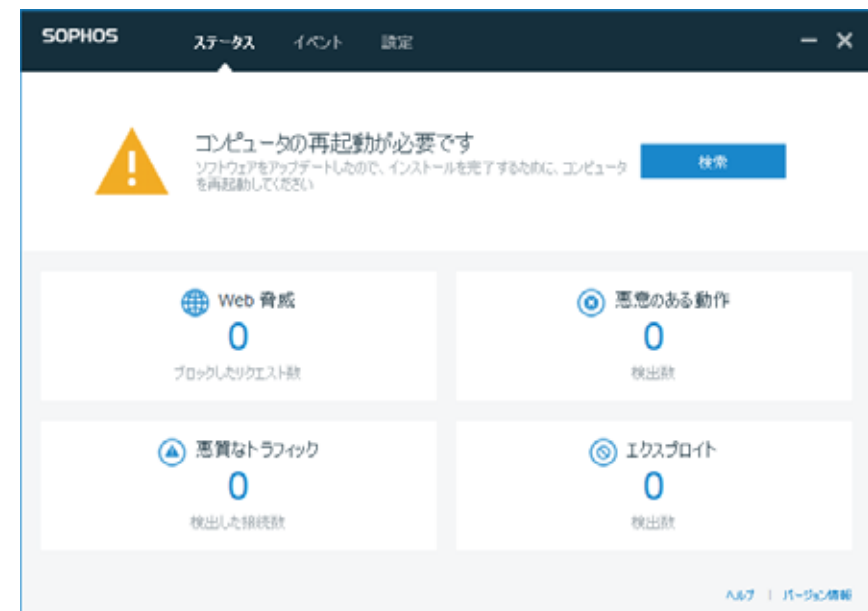 SOPHOS ステータス イベント 設定
コンピュータの再起動が必要です
ソフトウェアをアップデートしたので、インストールを完了するために、コンピュータ
を再起動してください
検索
Web 脅威
0
ブロックしたリクエスト数
悪意のある動作
0
検出数
悪質なトラフィック
0
検出した接続数
エクスプロイト
0
検出数
ヘルプ | バージョン情報